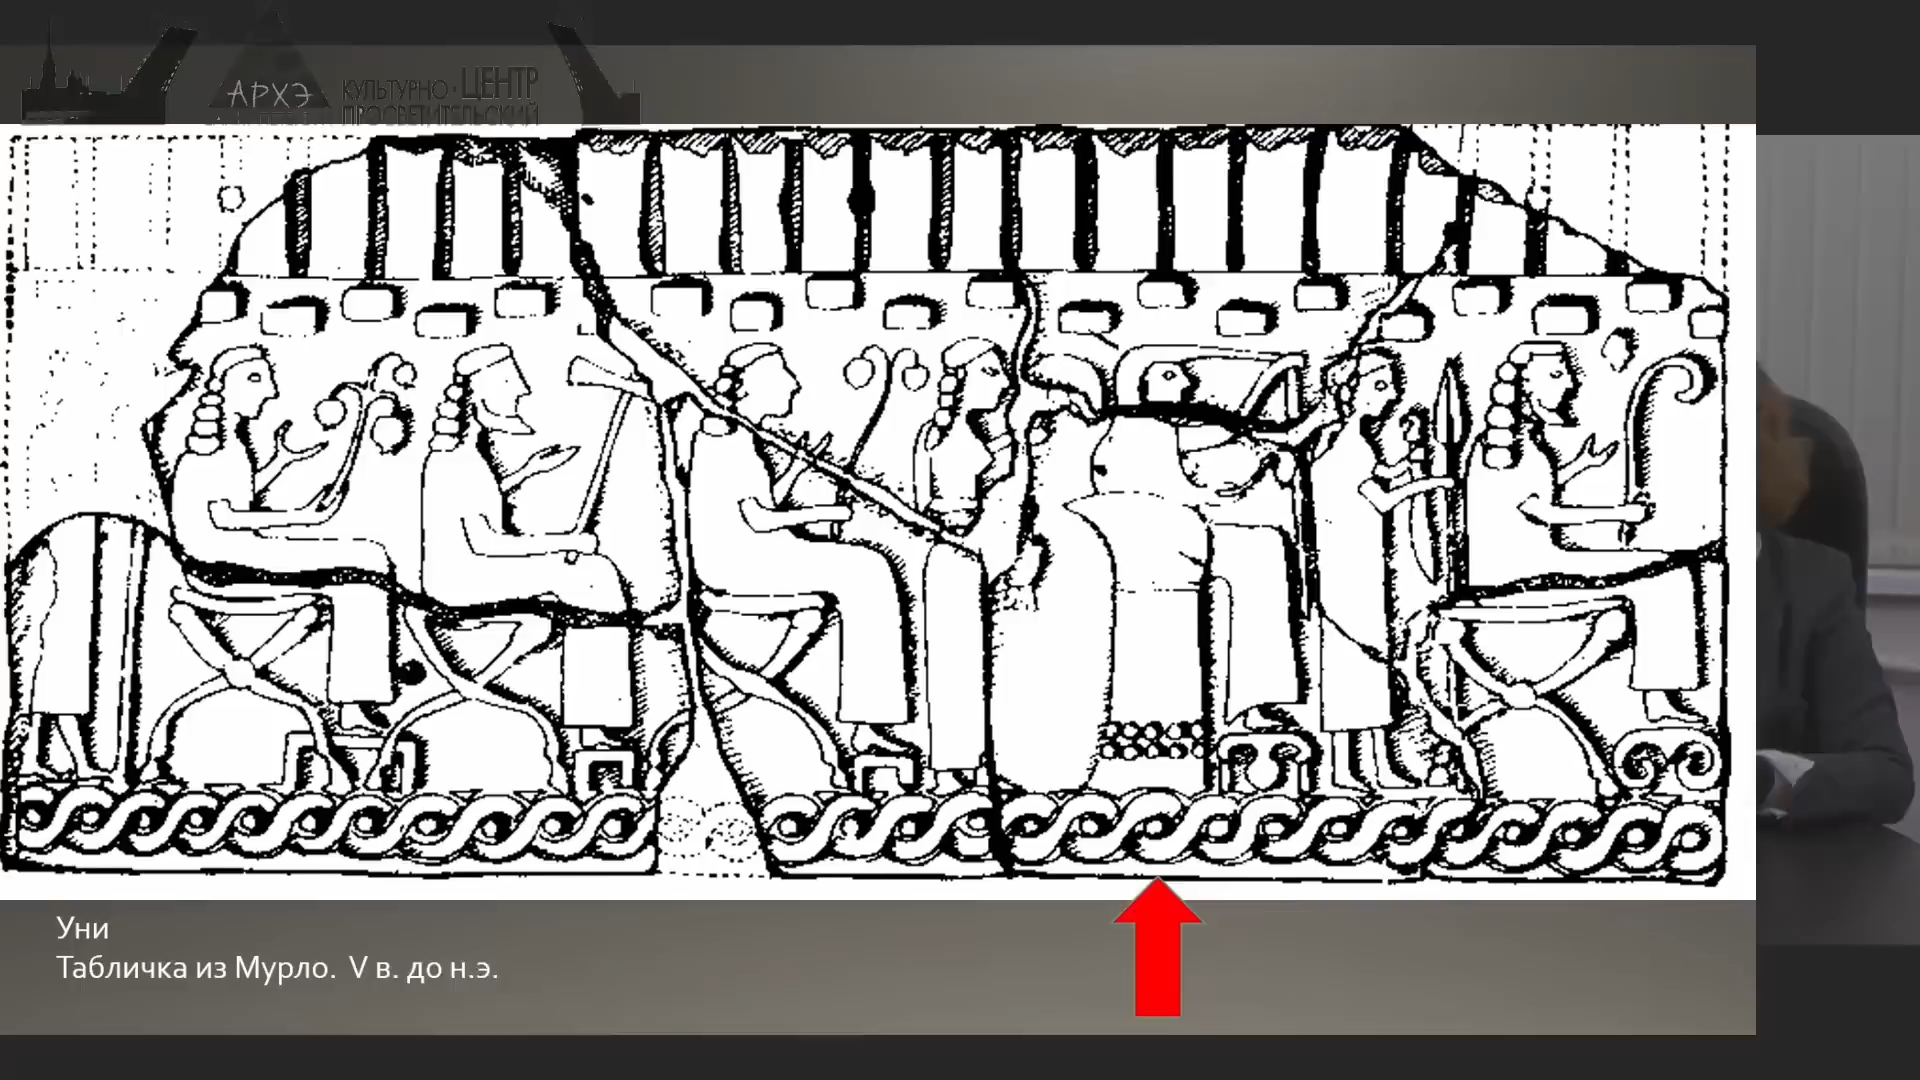 АРХЭ
КУЛЬТУРНО-ЦЕНТР
ПРОСВЕТИТЕЛЬСКИЙ
Уни
Табличка из Мурло. V в. до н.э.